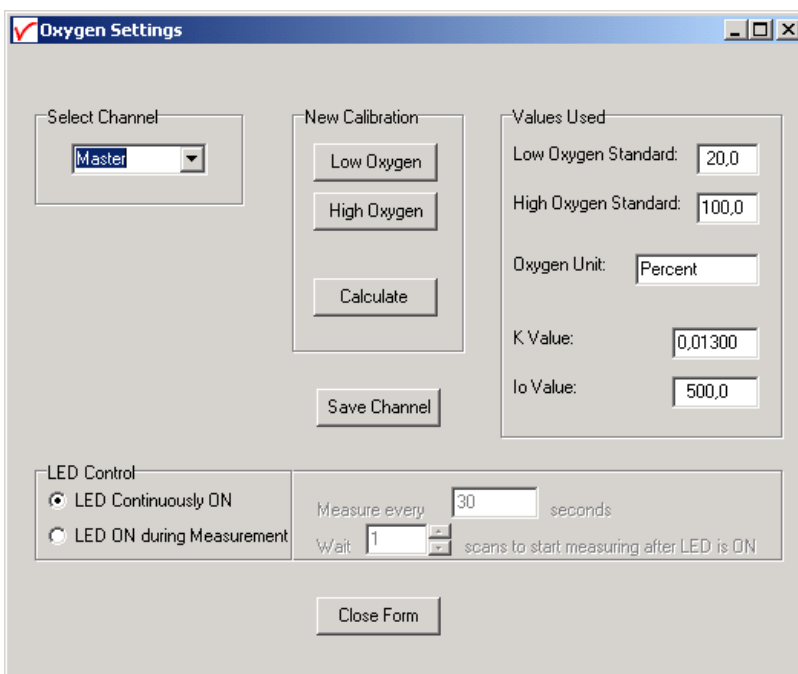 Oxygen Settings
Select Channel
Master
New Calibration
Low Oxygen
High Oxygen
Calculate
Save Channel
Values Used
Low Oxygen Standard: 20,0
High Oxygen Standard: 100,0
Oxygen Unit: Percent
K Value: 0,01300
Io Value: 500,0
LED Control
LED Continuously ON
LED ON during Measurement
Measure every 30 seconds
Wait 1 scans to start measuring after LED is ON
Close Form